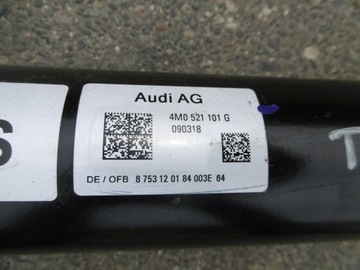 Audi AG
4M0 521 101 G
090318
S
DE / OFB 8 753 12 01 84 003E 64
T